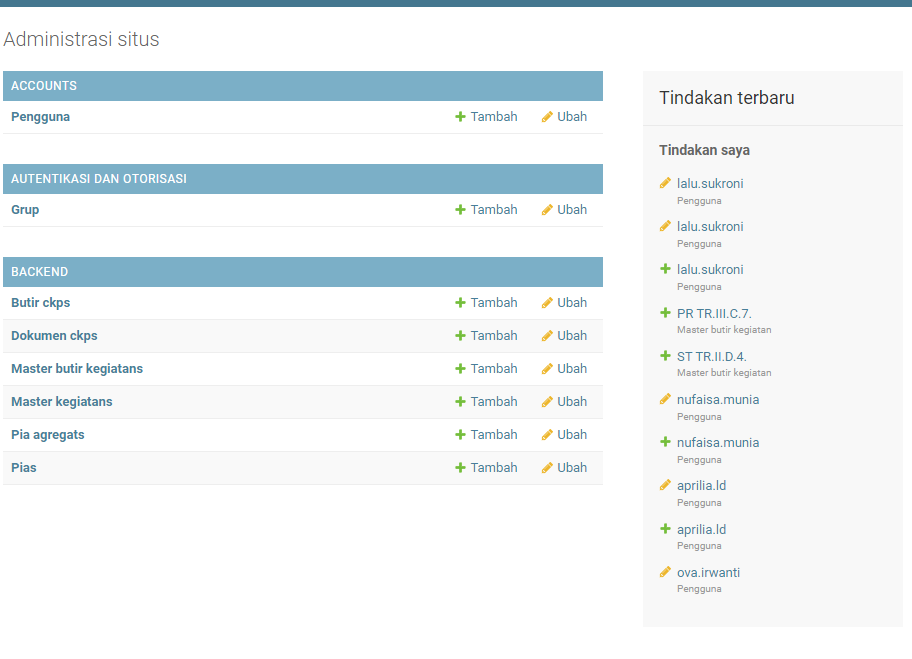 Administrasi situs
ACCOUNTS
Pengguna Tambah Ubah
AUTENTIKASI DAN OTORISASI
Grup Tambah Ubah
BACKEND
Butir ckps Tambah Ubah
Dokumen ckps Tambah Ubah
Master butir kegiatans Tambah Ubah
Master kegiatans Tambah Ubah
Pia agregats Tambah Ubah
Pias Tambah Ubah
Tindakan terbaru
Tindakan saya
lalu.sukroni
Pengguna
lalu.sukroni
Pengguna
lalu.sukroni
Pengguna
PR TR.III.C.7.
Master butir kegiatan
ST TR.II.D.4.
Master butir kegiatan
nufaisa.munia
Pengguna
nufaisa.munia
Pengguna
aprilia.ld
Pengguna
aprilia.ld
Pengguna
ova.irwanti
Pengguna